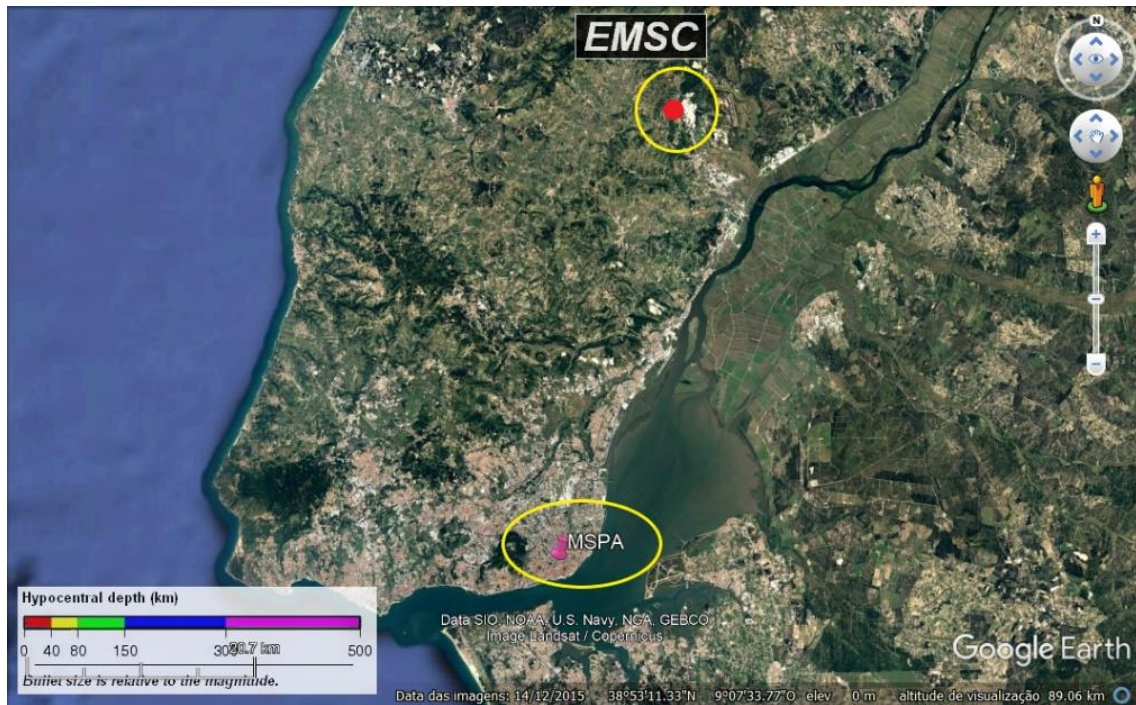 EMSC
N
MSPA
Hypocentral depth (km)
0 40 80 150 300 500
20.7 km
Bullet size is relative to the magnitude.
Data SIO, NOAA, U.S. Navy, NGA, GEBCO
Image Landsat / Copernicus
Google Earth
Data das imagens: 14/12/2015 38°53'11.33"N 9°07'33.77"O elev 0 m altitude de visualização 89.06 km